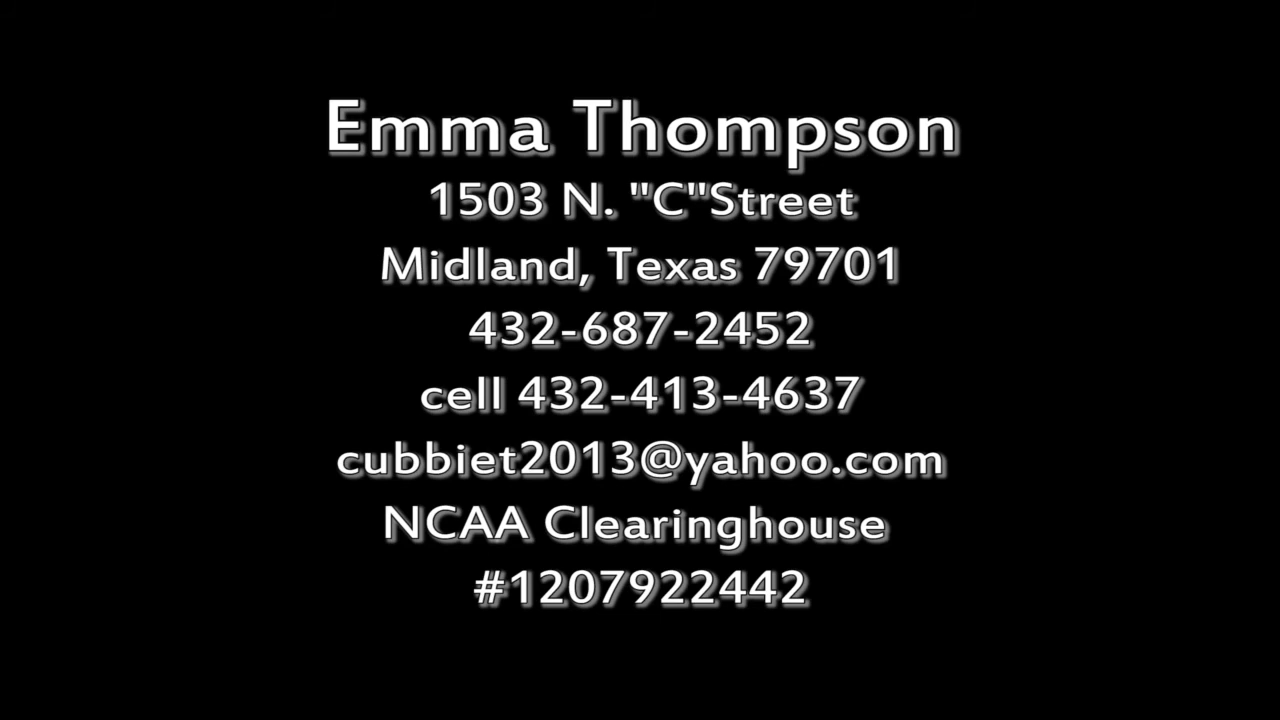 Emma Thompson
1503 N. "C"Street
Midland, Texas 79701
432-687-2452
cell 432-413-4637
cubbiet2013@yahoo.com
NCAA Clearinghouse
#1207922442